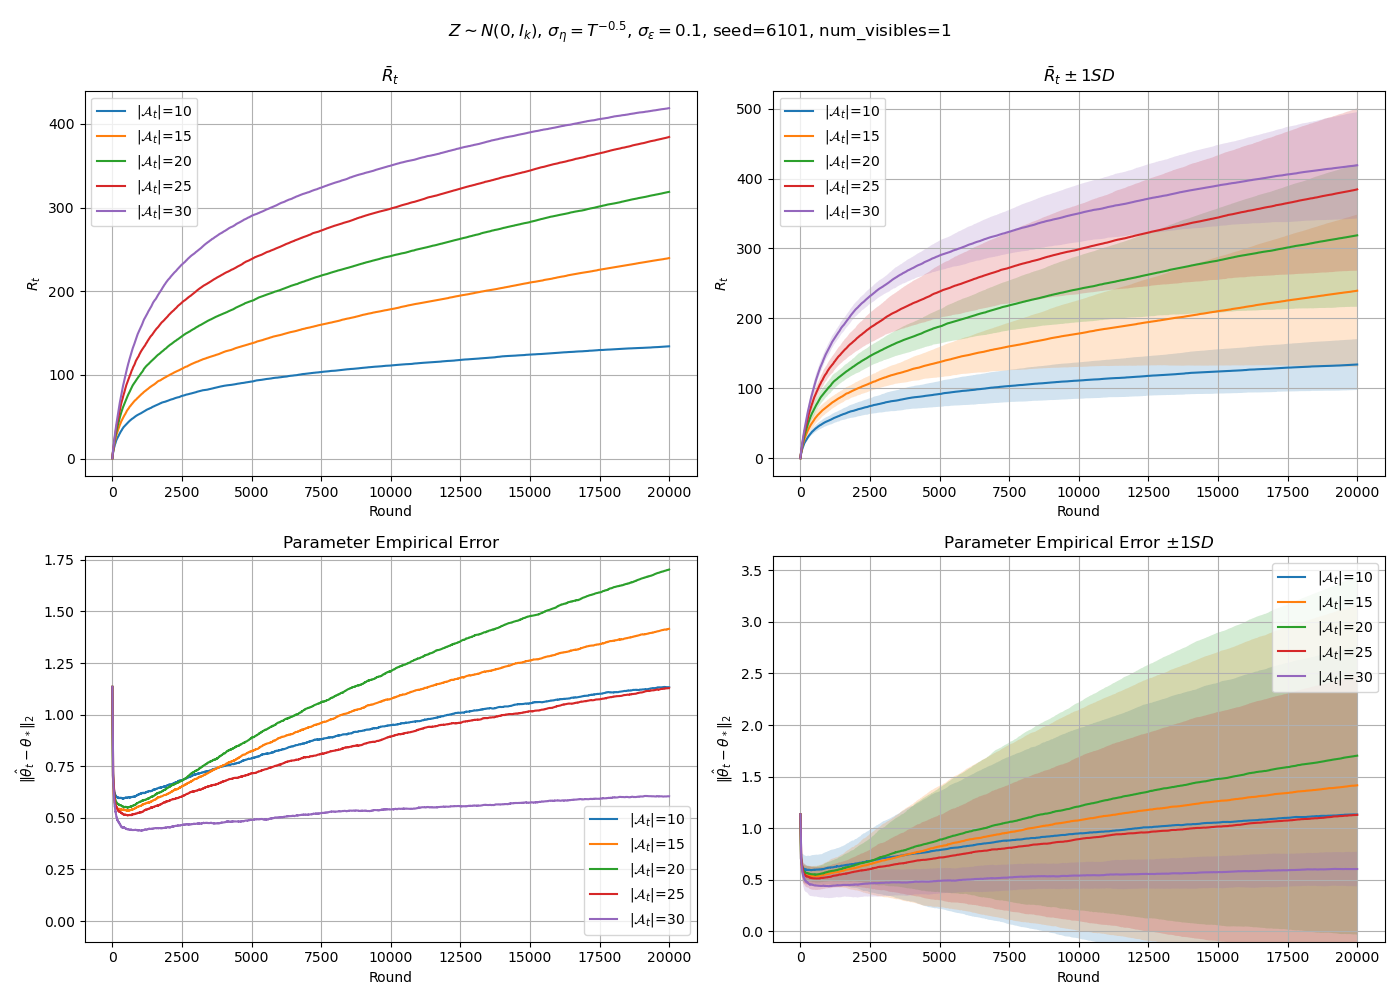 Z ∼ N(0, I_k), σ_η = T^{−0.5}, σ_ε = 0.1, seed=6101, num_visibles=1
R̄_t
R_t
400
300
200
100
0
|𝒜_t|=10
|𝒜_t|=15
|𝒜_t|=20
|𝒜_t|=25
|𝒜_t|=30
0 2500 5000 7500 10000 12500 15000 17500 20000
Round
R̄_t ± 1SD
R_t
500
400
300
200
100
0
|𝒜_t|=10
|𝒜_t|=15
|𝒜_t|=20
|𝒜_t|=25
|𝒜_t|=30
0 2500 5000 7500 10000 12500 15000 17500 20000
Round
Parameter Empirical Error
‖θ̂_t − θ_*‖_2
1.75
1.50
1.25
1.00
0.75
0.50
0.25
0.00
|𝒜_t|=10
|𝒜_t|=15
|𝒜_t|=20
|𝒜_t|=25
|𝒜_t|=30
0 2500 5000 7500 10000 12500 15000 17500 20000
Round
Parameter Empirical Error ±1SD
‖θ̂_t − θ_*‖_2
3.5
3.0
2.5
2.0
1.5
1.0
0.5
0.0
|𝒜_t|=10
|𝒜_t|=15
|𝒜_t|=20
|𝒜_t|=25
|𝒜_t|=30
0 2500 5000 7500 10000 12500 15000 17500 20000
Round